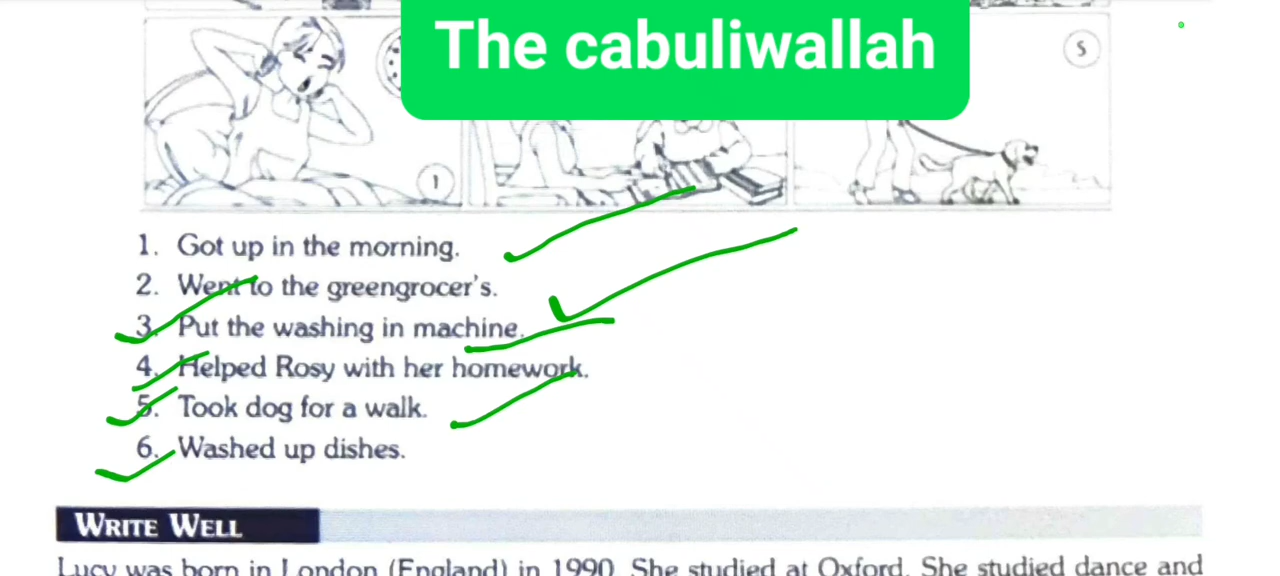 The cabuliwallah
5
1
1. Got up in the morning.
2. Went to the greengrocer's.
3. Put the washing in machine.
4. Helped Rosy with her homework.
5. Took dog for a walk.
6. Washed up dishes.
WRITE WELL
Lucy was born in London (England) in 1990. She studied at Oxford. She studied dance and